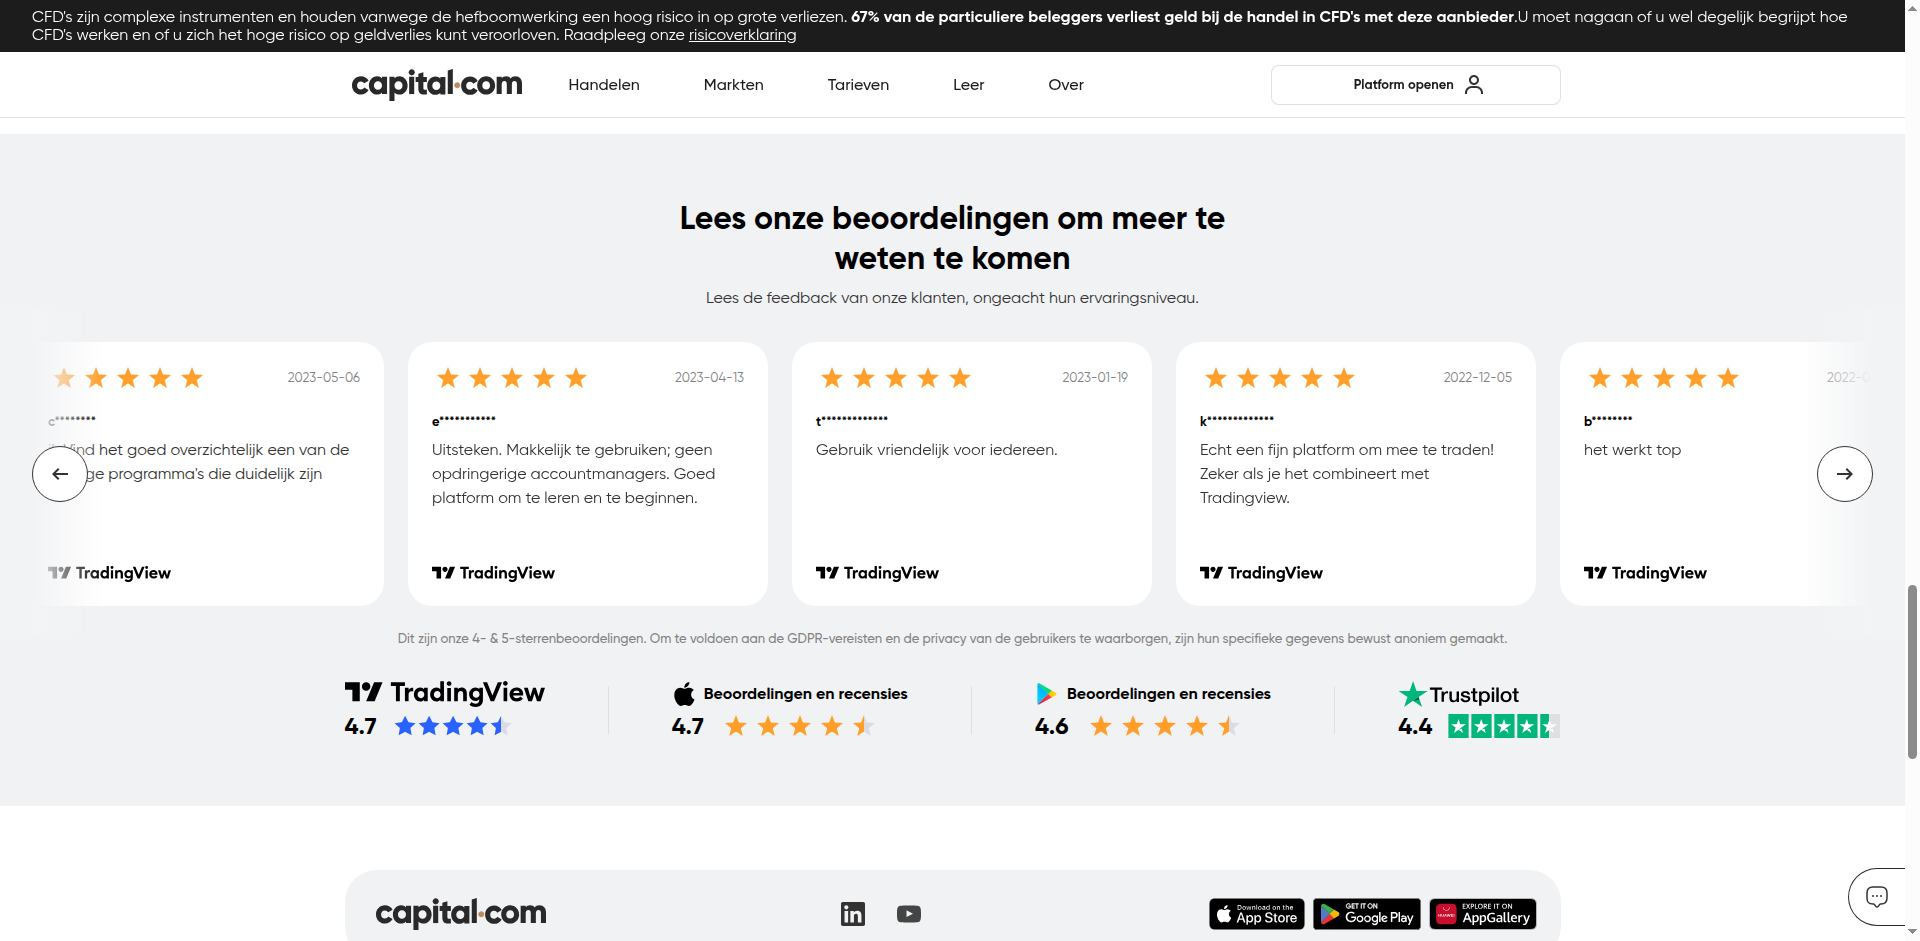 CFD's zijn complexe instrumenten en houden vanwege de hefboomwerking een hoog risico in op grote verliezen. 67% van de particuliere beleggers verliest geld bij de handel in CFD's met deze aanbieder.U moet nagaan of u wel degelijk begrijpt hoe
CFD's werken en of u zich het hoge risico op geldverlies kunt veroorloven. Raadpleeg onze risicoverklaring
capital.com
Handelen
Markten
Tarieven
Leer
Over
Platform openen
Lees onze beoordelingen om meer te
weten te komen
Lees de feedback van onze klanten, ongeacht hun ervaringsniveau.
2023-05-06
c********
het goed overzichtelijk een van de
programma's die duidelijk zijn
TradingView
2023-04-13
e***********
Uitsteken. Makkelijk te gebruiken; geen
opdringerige accountmanagers. Goed
platform om te leren en te beginnen.
TradingView
2023-01-19
t*************
Gebruik vriendelijk voor iedereen.
TradingView
2022-12-05
k*************
Echt een fijn platform om mee te traden!
Zeker als je het combineert met
Tradingview.
TradingView
b********
het werkt top
TradingView
Dit zijn onze 4- & 5-sterrenbeoordelingen. Om te voldoen aan de GDPR-vereisten en de privacy van de gebruikers te waarborgen, zijn hun specifieke gegevens bewust anoniem gemaakt.
TradingView
4.7
Beoordelingen en recensies
4.7
Beoordelingen en recensies
4.6
Trustpilot
4.4
capital.com
in
Download on the
App Store
GET IT ON
Google Play
HUAWEI
EXPLORE IT ON
AppGallery